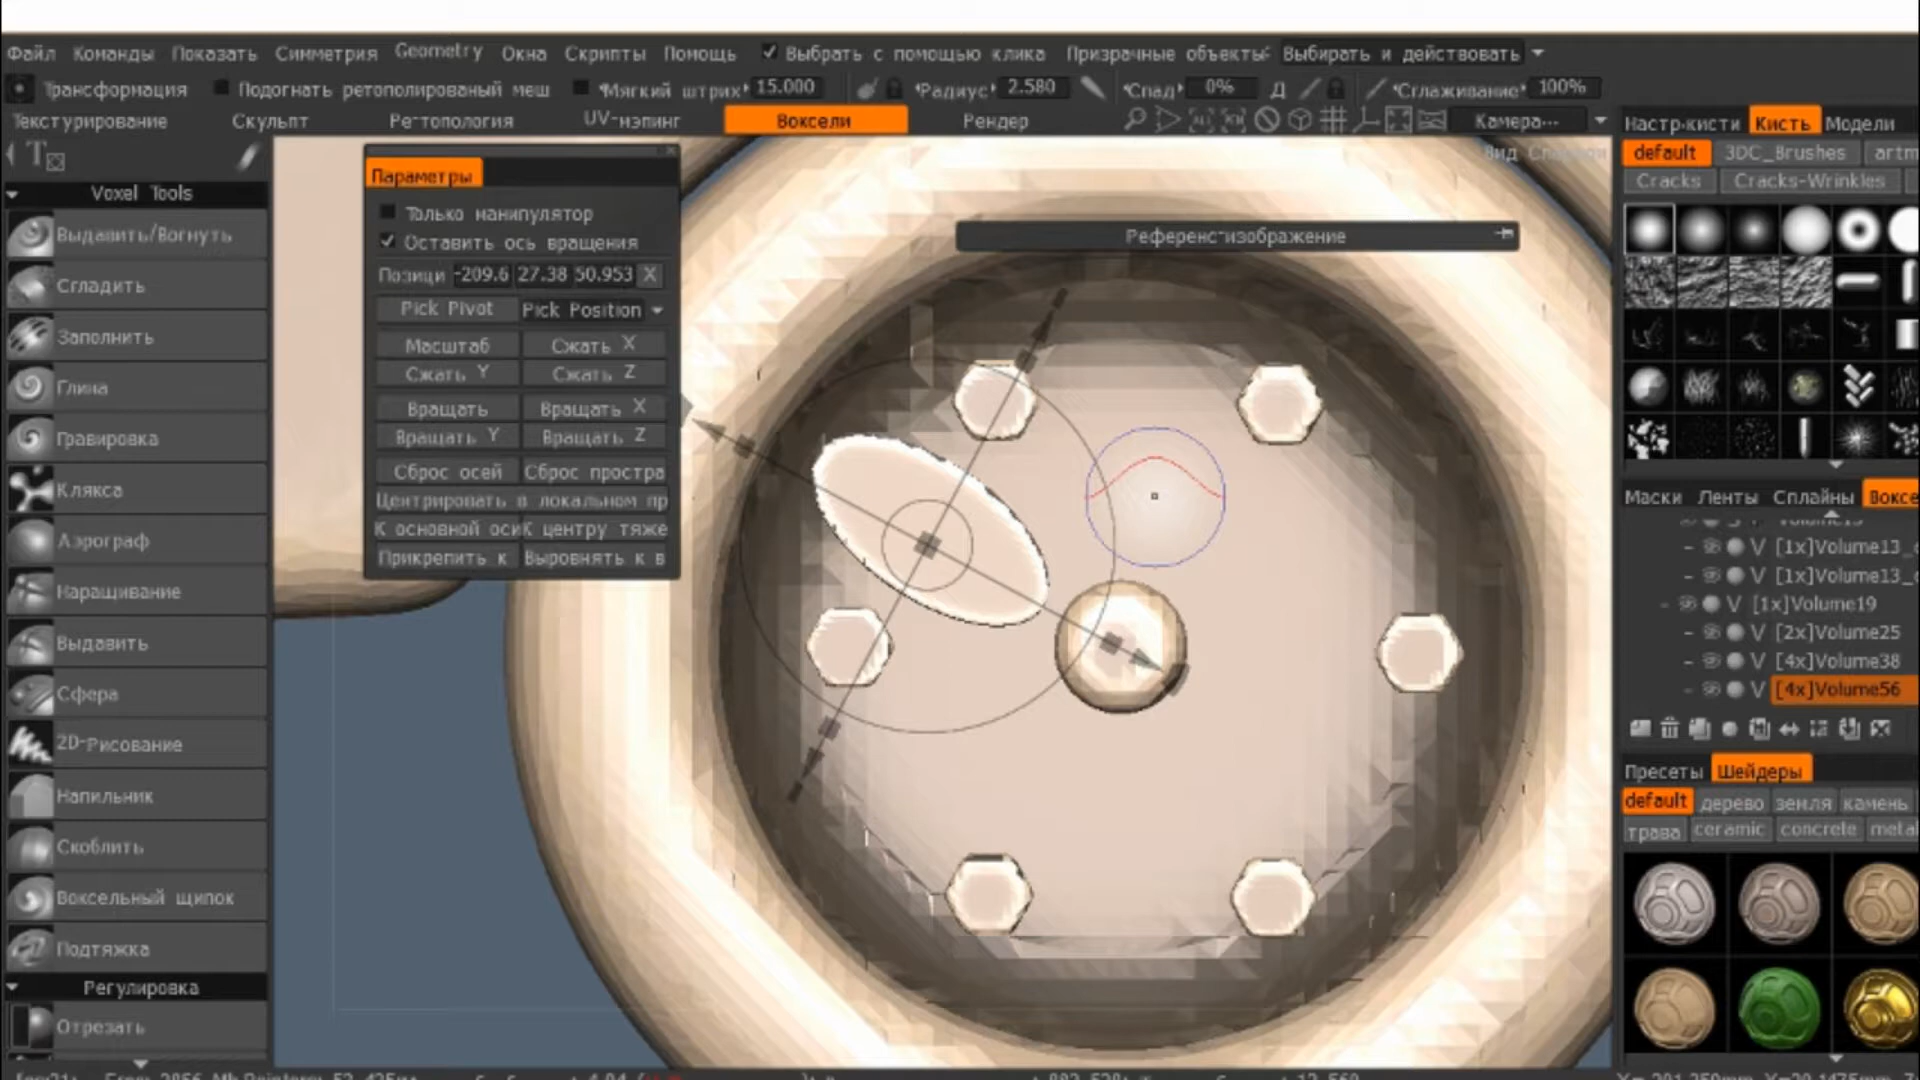 Файл Команды Показать Симметрия Geometry Окна Скрипты Помощь Выбрать с помощью клика Призрачные объекты: Выбирать и действовать
Трансформация Подогнать ретополированый меш Мягкий штрих 15.000 Радиус 2.580 Спад 0% Д Сглаживание 100%
Текстурирование Скульпт Ре-топология UV-мэпинг Воксели Рендер Камера...
Настр.кисти Кисть Модели
default 3DC_Brushes artm
Cracks Cracks-Wrinkles
Voxel Tools
Выдавить/Вогнуть
Сгладить
Заполнить
Глина
Гравировка
Клякса
Аэрограф
Наращивание
Выдавить
Сфера
2D-Рисование
Напильник
Скоблить
Воксельный щипок
Подтяжка
Регулировка
Отрезать
Параметры
Только манипулятор
Оставить ось вращения
Позици -209.6 27.38 50.953 X
Pick Pivot Pick Position
Масштаб Сжать X
Сжать Y Сжать Z
Вращать Вращать X
Вращать Y Вращать Z
Сброс осей Сброс простра
Центрировать в локальном пр
К основной оси К центру тяже
Прикрепить к Выровнять к в
Вид
Референс-изображение
Маски Ленты Сплайны Воксе
V [1x]Volume13_
V [1x]Volume13_
V [1x]Volume19
V [2x]Volume25
V [4x]Volume38
V [4x]Volume56
Пресеты Шейдеры
default дерево земля камень
трава ceramic concrete metal